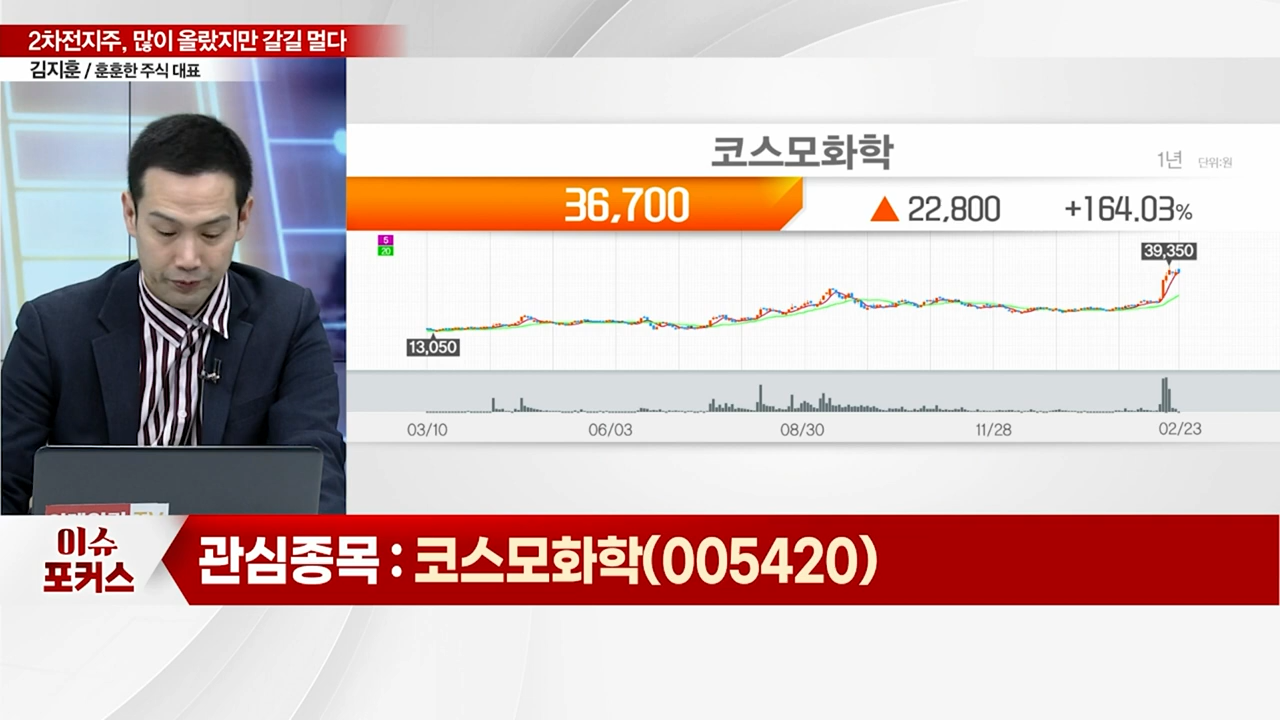 2차전지주, 많이 올랐지만 갈길 멀다
김지훈 / 훈훈한 주식 대표
코스모화학
1년 단위:원
36,700
▲ 22,800 +164.03%
5
20
39,350
13,050
03/10 06/03 08/30 11/28 02/23
이슈
포커스
관심종목 : 코스모화학(005420)